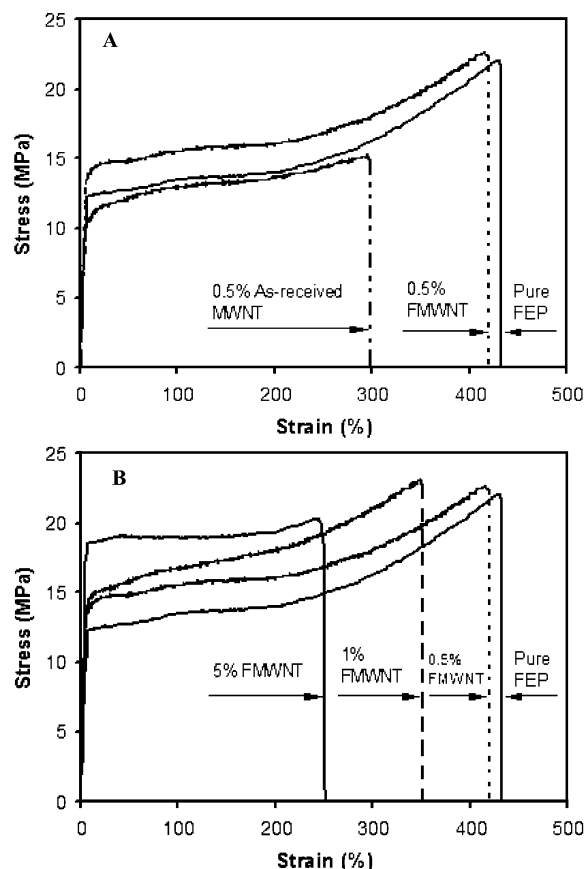 A
25
20
15
10
5
0
Stress (MPa)
0.5% As-received
MWNT
0.5%
FMWNT
Pure
FEP
0 100 200 300 400 500
Strain (%)
B
25
20
15
10
5
0
Stress (MPa)
5% FMWNT
1%
FMWNT
0.5%
FMWNT
Pure
FEP
0 100 200 300 400 500
Strain (%)